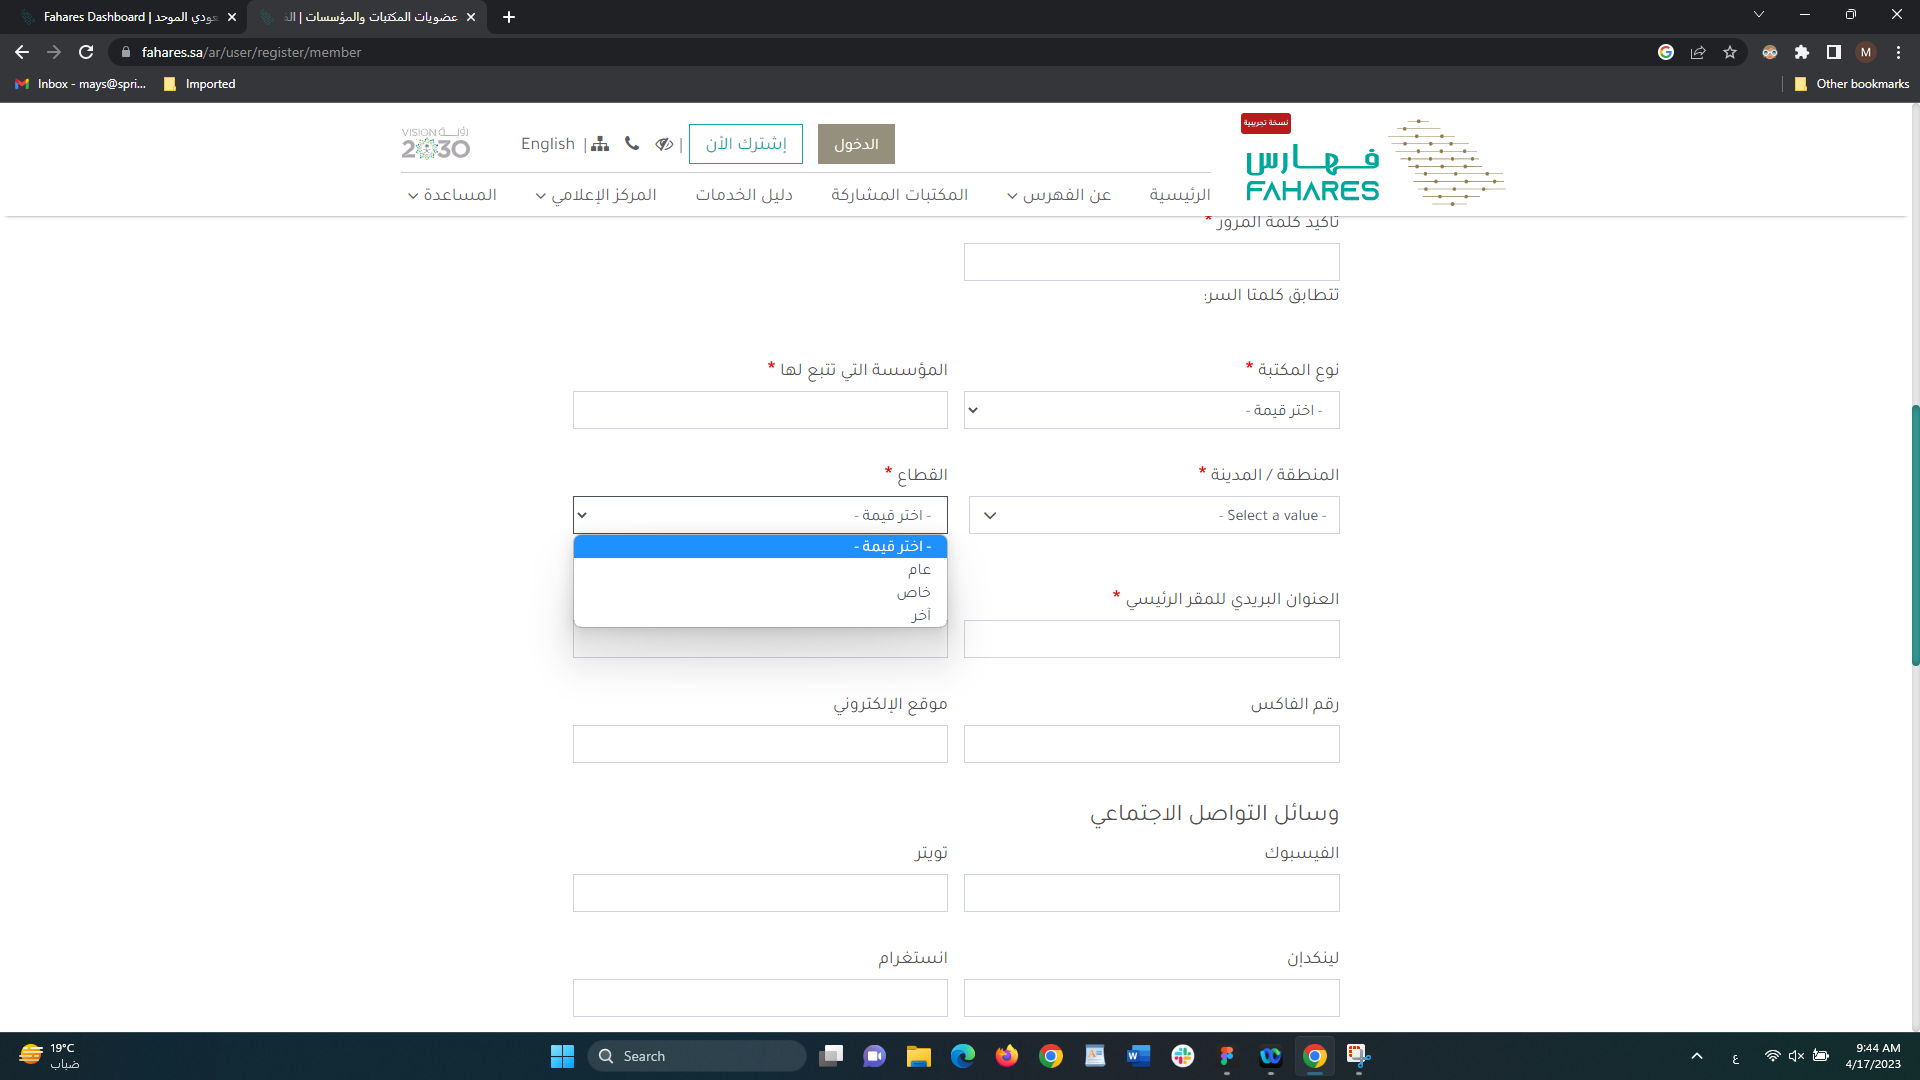 Fahares Dashboard | عودي الموحد
عضويات المكتبات والمؤسسات | الف
fahares.sa/ar/user/register/member
M
Inbox - mays@spri...
Imported
Other bookmarks
نسخة تجريبية
فهارس
FAHARES
الدخول
إشترك الأن
|
| English
VISION رؤيــة
2030
الرئيسية
عن الفهرس
المكتبات المشاركة
دليل الخدمات
المركز الإعلامي
المساعدة
تأكيد كلمة المرور *
تتطابق كلمتا السر:
نوع المكتبة *
المؤسسة التي تتبع لها *
- اختر قيمة -
المنطقة / المدينة *
القطاع *
- Select a value -
- اختر قيمة -
- اختر قيمة -
عام
خاص
آخر
العنوان البريدي للمقر الرئيسي *
رقم الفاكس
موقع الإلكتروني
وسائل التواصل الاجتماعي
الفيسبوك
تويتر
لينكدإن
انستغرام
19°C
ضباب
Search
ع
9:44 AM
4/17/2023